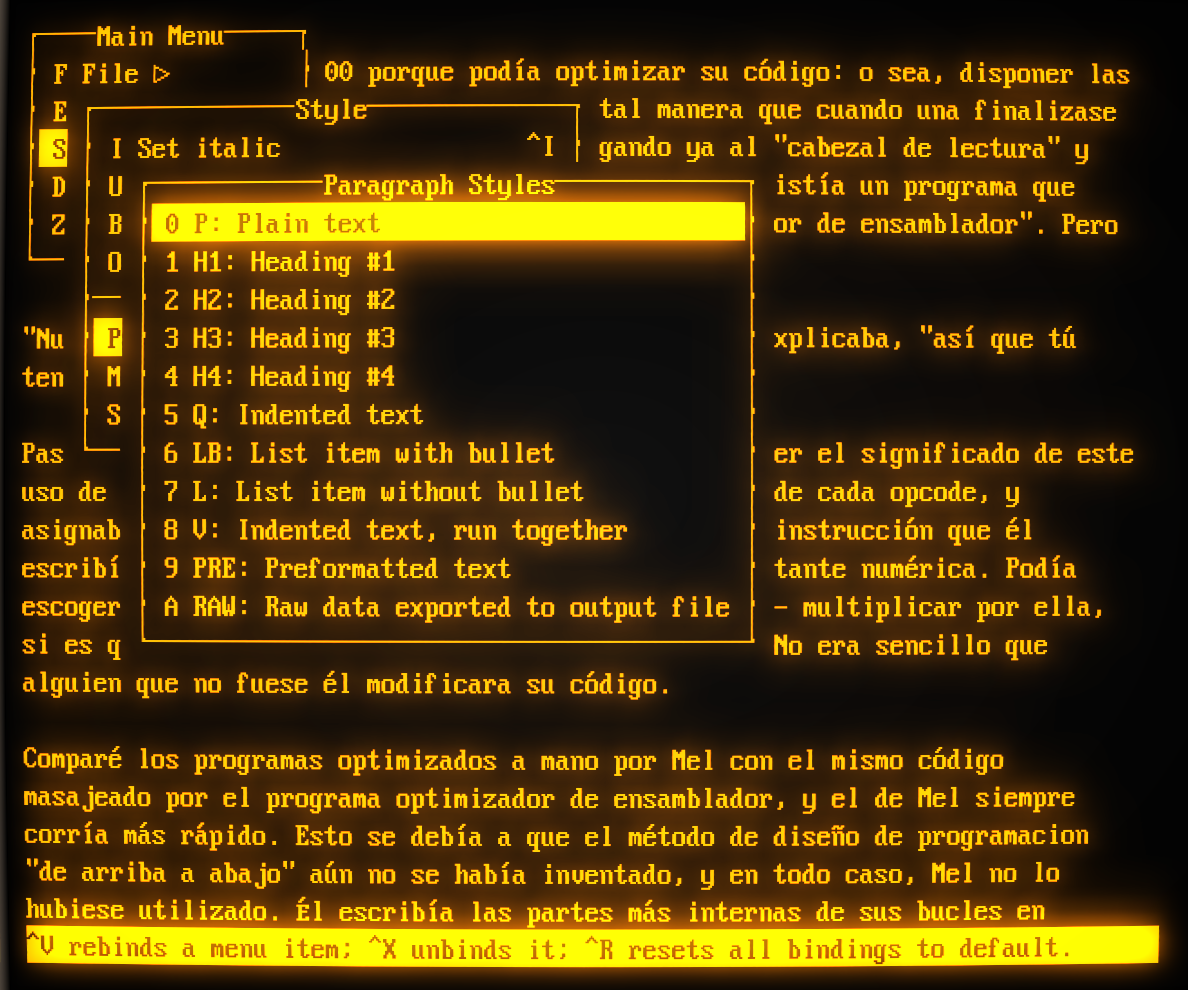 Main Menu
F File ▷ 00 porque podía optimizar su código: o sea, disponer las
E Style tal manera que cuando una finalizase
S I Set italic ^I gando ya al "cabezal de lectura" y
D U Paragraph Styles istía un programa que
Z B 0 P: Plain text or de ensamblador". Pero
O 1 H1: Heading #1
2 H2: Heading #2
"Nu P 3 H3: Heading #3 xplicaba, "así que tú
ten M 4 H4: Heading #4
S 5 Q: Indented text
Pas 6 LB: List item with bullet er el significado de este
uso de 7 L: List item without bullet de cada opcode, y
asignab 8 V: Indented text, run together instrucción que él
escribí 9 PRE: Preformatted text tante numérica. Podía
escoger A RAW: Raw data exported to output file - multiplicar por ella,
si es q No era sencillo que
alguien que no fuese él modificara su código.
Comparé los programas optimizados a mano por Mel con el mismo código
masajeado por el programa optimizador de ensamblador, y el de Mel siempre
corría más rápido. Esto se debía a que el método de diseño de programacion
"de arriba a abajo" aún no se había inventado, y en todo caso, Mel no lo
hubiese utilizado. Él escribía las partes más internas de sus bucles en
^V rebinds a menu item; ^X unbinds it; ^R resets all bindings to default.